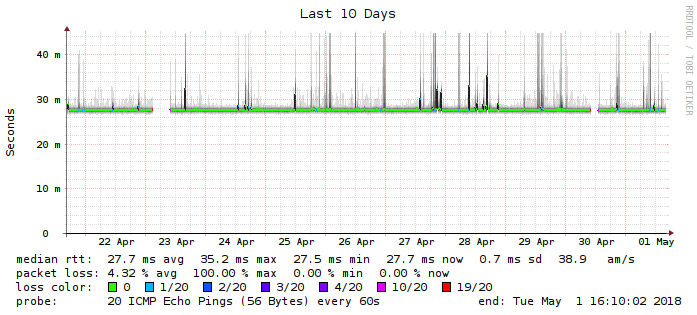 Last 10 Days
RRDTOOL / TOBI OETIKER
Seconds
40 m
30 m
20 m
10 m
0
22 Apr 23 Apr 24 Apr 25 Apr 26 Apr 27 Apr 28 Apr 29 Apr 30 Apr 01 May
median rtt: 27.7 ms avg 35.2 ms max 27.5 ms min 27.7 ms now 0.7 ms sd 38.9 am/s
packet loss: 4.32 % avg 100.00 % max 0.00 % min 0.00 % now
loss color: 0 1/20 2/20 3/20 4/20 10/20 19/20
probe: 20 ICMP Echo Pings (56 Bytes) every 60s end: Tue May 1 16:10:02 2018